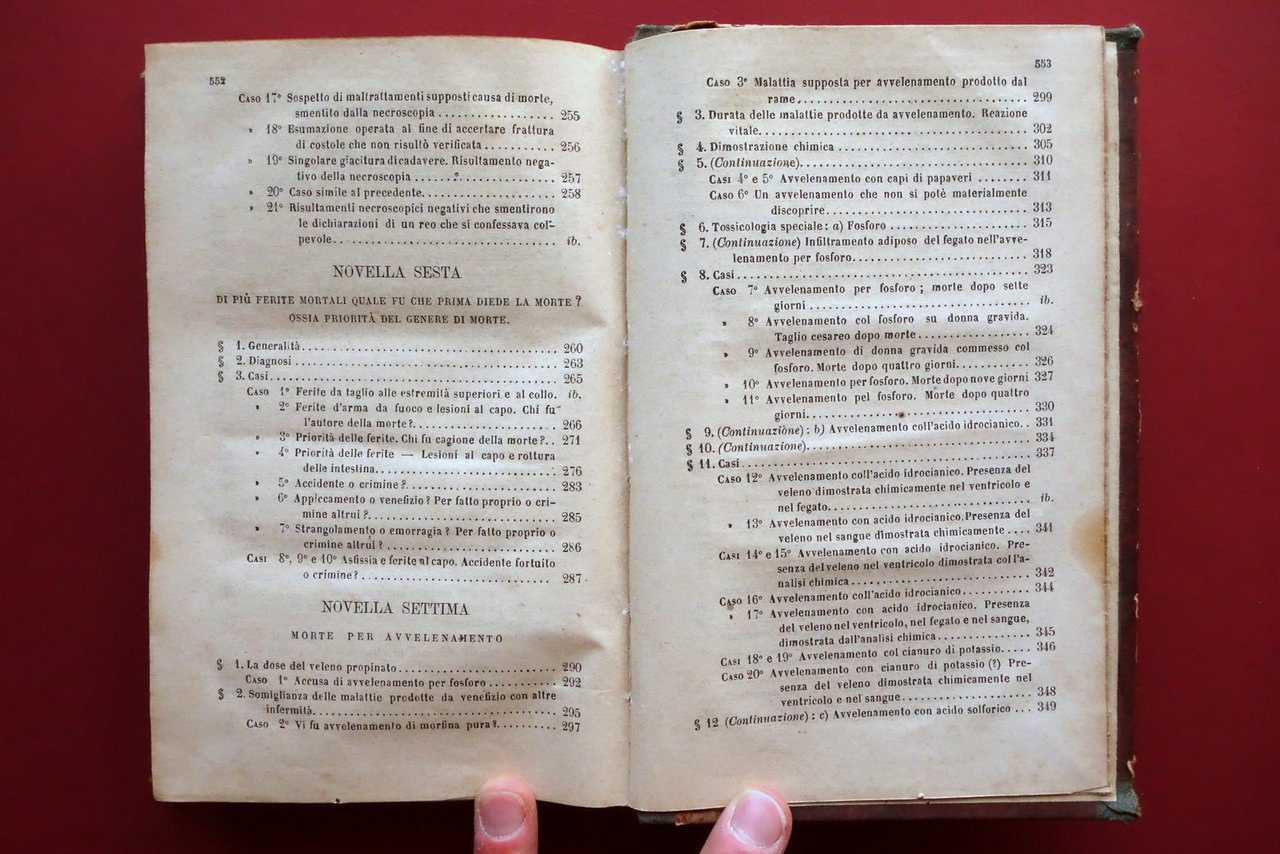 552
CASO 17° Sospetto di maltrattamenti supposti causa di morte,
smentito dalla necroscopia . . . . . . . . . . . . . . . . . 255
» 18° Esumazione operata al fine di accertare frattura
di costole che non risultò verificata . . . . . . . . . . . 256
» 19° Singolare giacitura di cadavere. Risultamento nega-
tivo della necroscopia . . . . . . . . . . . . . . . . . . 257
» 20° Caso simile al precedente. . . . . . . . . . . . . . . . . 258
» 21° Risultamenti necroscopici negativi che smentirono
le dichiarazioni di un reo che si confessava col-
pevole. . . . . . . . . . . . . . . . . . . . . . . . . . ib.
NOVELLA SESTA
DI PIÙ FERITE MORTALI QUALE FU CHE PRIMA DIEDE LA MORTE?
OSSIA PRIORITÀ DEL GENERE DI MORTE.
§ 1. Generalità. . . . . . . . . . . . . . . . . . . . . . . . 260
§ 2. Diagnosi . . . . . . . . . . . . . . . . . . . . . . . . 263
§ 3. Casi. . . . . . . . . . . . . . . . . . . . . . . . . . . 265
CASO 1° Ferite da taglio alle estremità superiori e al collo. ib.
» 2° Ferite d'arma da fuoco e lesioni al capo. Chi fu
l'autore della morte?. . . . . . . . . . . . . . . . . . 266
» 3° Priorità delle ferite. Chi fu cagione della morte?. . 271
» 4° Priorità delle ferite — Lesioni al capo e rottura
delle intestina. . . . . . . . . . . . . . . . . . . . . . 276
» 5° Accidente o crimine?. . . . . . . . . . . . . . . . . . 283
» 6° Appiccamento o venefizio? Per fatto proprio o cri-
mine altrui?. . . . . . . . . . . . . . . . . . . . . . . 285
» 7° Strangolamento o emorragia? Per fatto proprio o
crimine altrui? . . . . . . . . . . . . . . . . . . . . . 286
CASI 8°, 9° e 10° Asfissia e ferite al capo. Accidente fortuito
o crimine? . . . . . . . . . . . . . . . . . . . . . . . . 287
NOVELLA SETTIMA
MORTE PER AVVELENAMENTO
§ 1. La dose del veleno propinato . . . . . . . . . . . . . . 290
CASO 1° Accusa di avvelenamento per fosforo . . . . . . . 292
§ 2. Somiglianza delle malattie prodotte da venefizio con altre
infermità. . . . . . . . . . . . . . . . . . . . . . . . . 295
CASO 2° Vi fu avvelenamento di morfina pura?. . . . . . . 297
553
CASO 3° Malattia supposta per avvelenamento prodotto dal
rame. . . . . . . . . . . . . . . . . . . . . . . . . . . 299
§ 3. Durata delle malattie prodotte da avvelenamento. Reazione
vitale. . . . . . . . . . . . . . . . . . . . . . . . . . . 302
§ 4. Dimostrazione chimica . . . . . . . . . . . . . . . . . . 305
§ 5. (Continuazione). . . . . . . . . . . . . . . . . . . . . . 310
CASI 4° e 5° Avvelenamento con capi di papaveri . . . . . . 311
CASO 6° Un avvelenamento che non si potè materialmente
discoprire. . . . . . . . . . . . . . . . . . . . . . . . . 313
§ 6. Tossicologia speciale: a) Fosforo . . . . . . . . . . . . . 315
§ 7. (Continuazione) Infiltramento adiposo del fegato nell'avve-
lenamento per fosforo. . . . . . . . . . . . . . . . . . . 318
§ 8. Casi . . . . . . . . . . . . . . . . . . . . . . . . . . . 323
CASO 7° Avvelenamento per fosforo; morte dopo sette
giorni . . . . . . . . . . . . . . . . . . . . . . . . . . ib.
» 8° Avvelenamento col fosforo su donna gravida.
Taglio cesareo dopo morte . . . . . . . . . . . . . . 324
» 9° Avvelenamento di donna gravida commesso col
fosforo. Morte dopo quattro giorni. . . . . . . . . . . 326
» 10° Avvelenamento per fosforo. Morte dopo nove giorni 327
» 11° Avvelenamento pel fosforo. Morte dopo quattro
giorni. . . . . . . . . . . . . . . . . . . . . . . . . . 330
§ 9. (Continuazione): b) Avvelenamento coll'acido idrocianico. . 331
§ 10. (Continuazione). . . . . . . . . . . . . . . . . . . . . . 334
§ 11. Casi . . . . . . . . . . . . . . . . . . . . . . . . . . . 337
CASO 12° Avvelenamento coll'acido idrocianico. Presenza del
veleno dimostrata chimicamente nel ventricolo e
nel fegato. . . . . . . . . . . . . . . . . . . . . . . . ib.
» 13° Avvelenamento con acido idrocianico. Presenza del
veleno nel sangue dimostrata chimicamente . . . . 341
CASI 14° e 15° Avvelenamento con acido idrocianico. Pre-
senza del veleno nel ventricolo dimostrata coll'a-
nalisi chimica . . . . . . . . . . . . . . . . . . . . . . 342
CASO 16° Avvelenamento coll'acido idrocianico . . . . . . . 344
» 17° Avvelenamento con acido idrocianico. Presenza
del veleno nel ventricolo, nel fegato e nel sangue,
dimostrata dall'analisi chimica . . . . . . . . . . . . 345
CASI 18° e 19° Avvelenamento col cianuro di potassio. . . . 346
CASO 20° Avvelenamento con cianuro di potassio (?) Pre-
senza del veleno dimostrata chimicamente nel
ventricolo e nel sangue . . . . . . . . . . . . . . . . . 348
§ 12 (Continuazione): c) Avvelenamento con acido solforico . . . 349